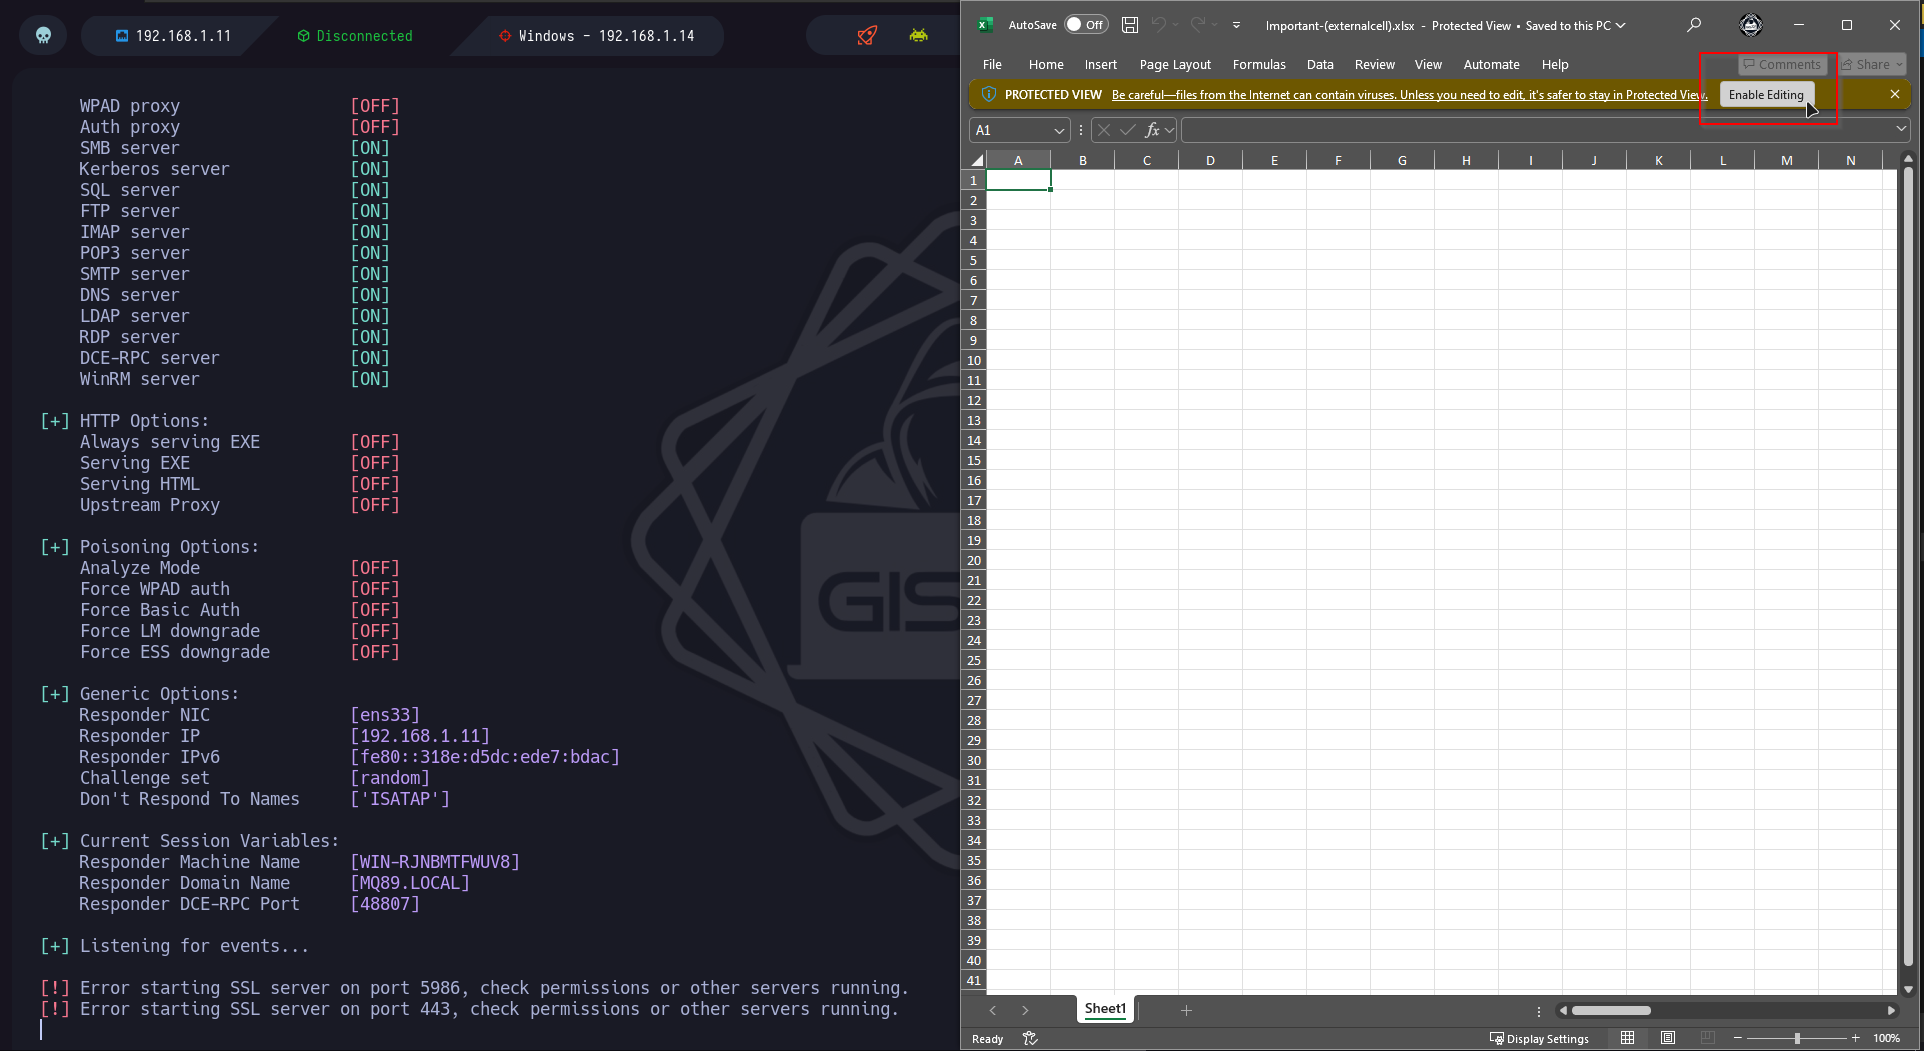 192.168.1.11
Disconnected
Windows - 192.168.1.14
WPAD proxy [OFF]
Auth proxy [OFF]
SMB server [ON]
Kerberos server [ON]
SQL server [ON]
FTP server [ON]
IMAP server [ON]
POP3 server [ON]
SMTP server [ON]
DNS server [ON]
LDAP server [ON]
RDP server [ON]
DCE-RPC server [ON]
WinRM server [ON]
[+] HTTP Options:
Always serving EXE [OFF]
Serving EXE [OFF]
Serving HTML [OFF]
Upstream Proxy [OFF]
[+] Poisoning Options:
Analyze Mode [OFF]
Force WPAD auth [OFF]
Force Basic Auth [OFF]
Force LM downgrade [OFF]
Force ESS downgrade [OFF]
[+] Generic Options:
Responder NIC [ens33]
Responder IP [192.168.1.11]
Responder IPv6 [fe80::318e:d5dc:ede7:bdac]
Challenge set [random]
Don't Respond To Names ['ISATAP']
[+] Current Session Variables:
Responder Machine Name [WIN-RJNBMTFWUV8]
Responder Domain Name [MQ89.LOCAL]
Responder DCE-RPC Port [48807]
[+] Listening for events...
[!] Error starting SSL server on port 5986, check permissions or other servers running.
[!] Error starting SSL server on port 443, check permissions or other servers running.
GIS
AutoSave Off Important-(externalcell).xlsx - Protected View • Saved to this PC
File Home Insert Page Layout Formulas Data Review View Automate Help Comments Share
PROTECTED VIEW Be careful—files from the Internet can contain viruses. Unless you need to edit, it's safer to stay in Protected View. Enable Editing
A1 fx
A B C D E F G H I J K L M N
1
2
3
4
5
6
7
8
9
10
11
12
13
14
15
16
17
18
19
20
21
22
23
24
25
26
27
28
29
30
31
32
33
34
35
36
37
38
39
40
41
Sheet1
Ready Display Settings 100%